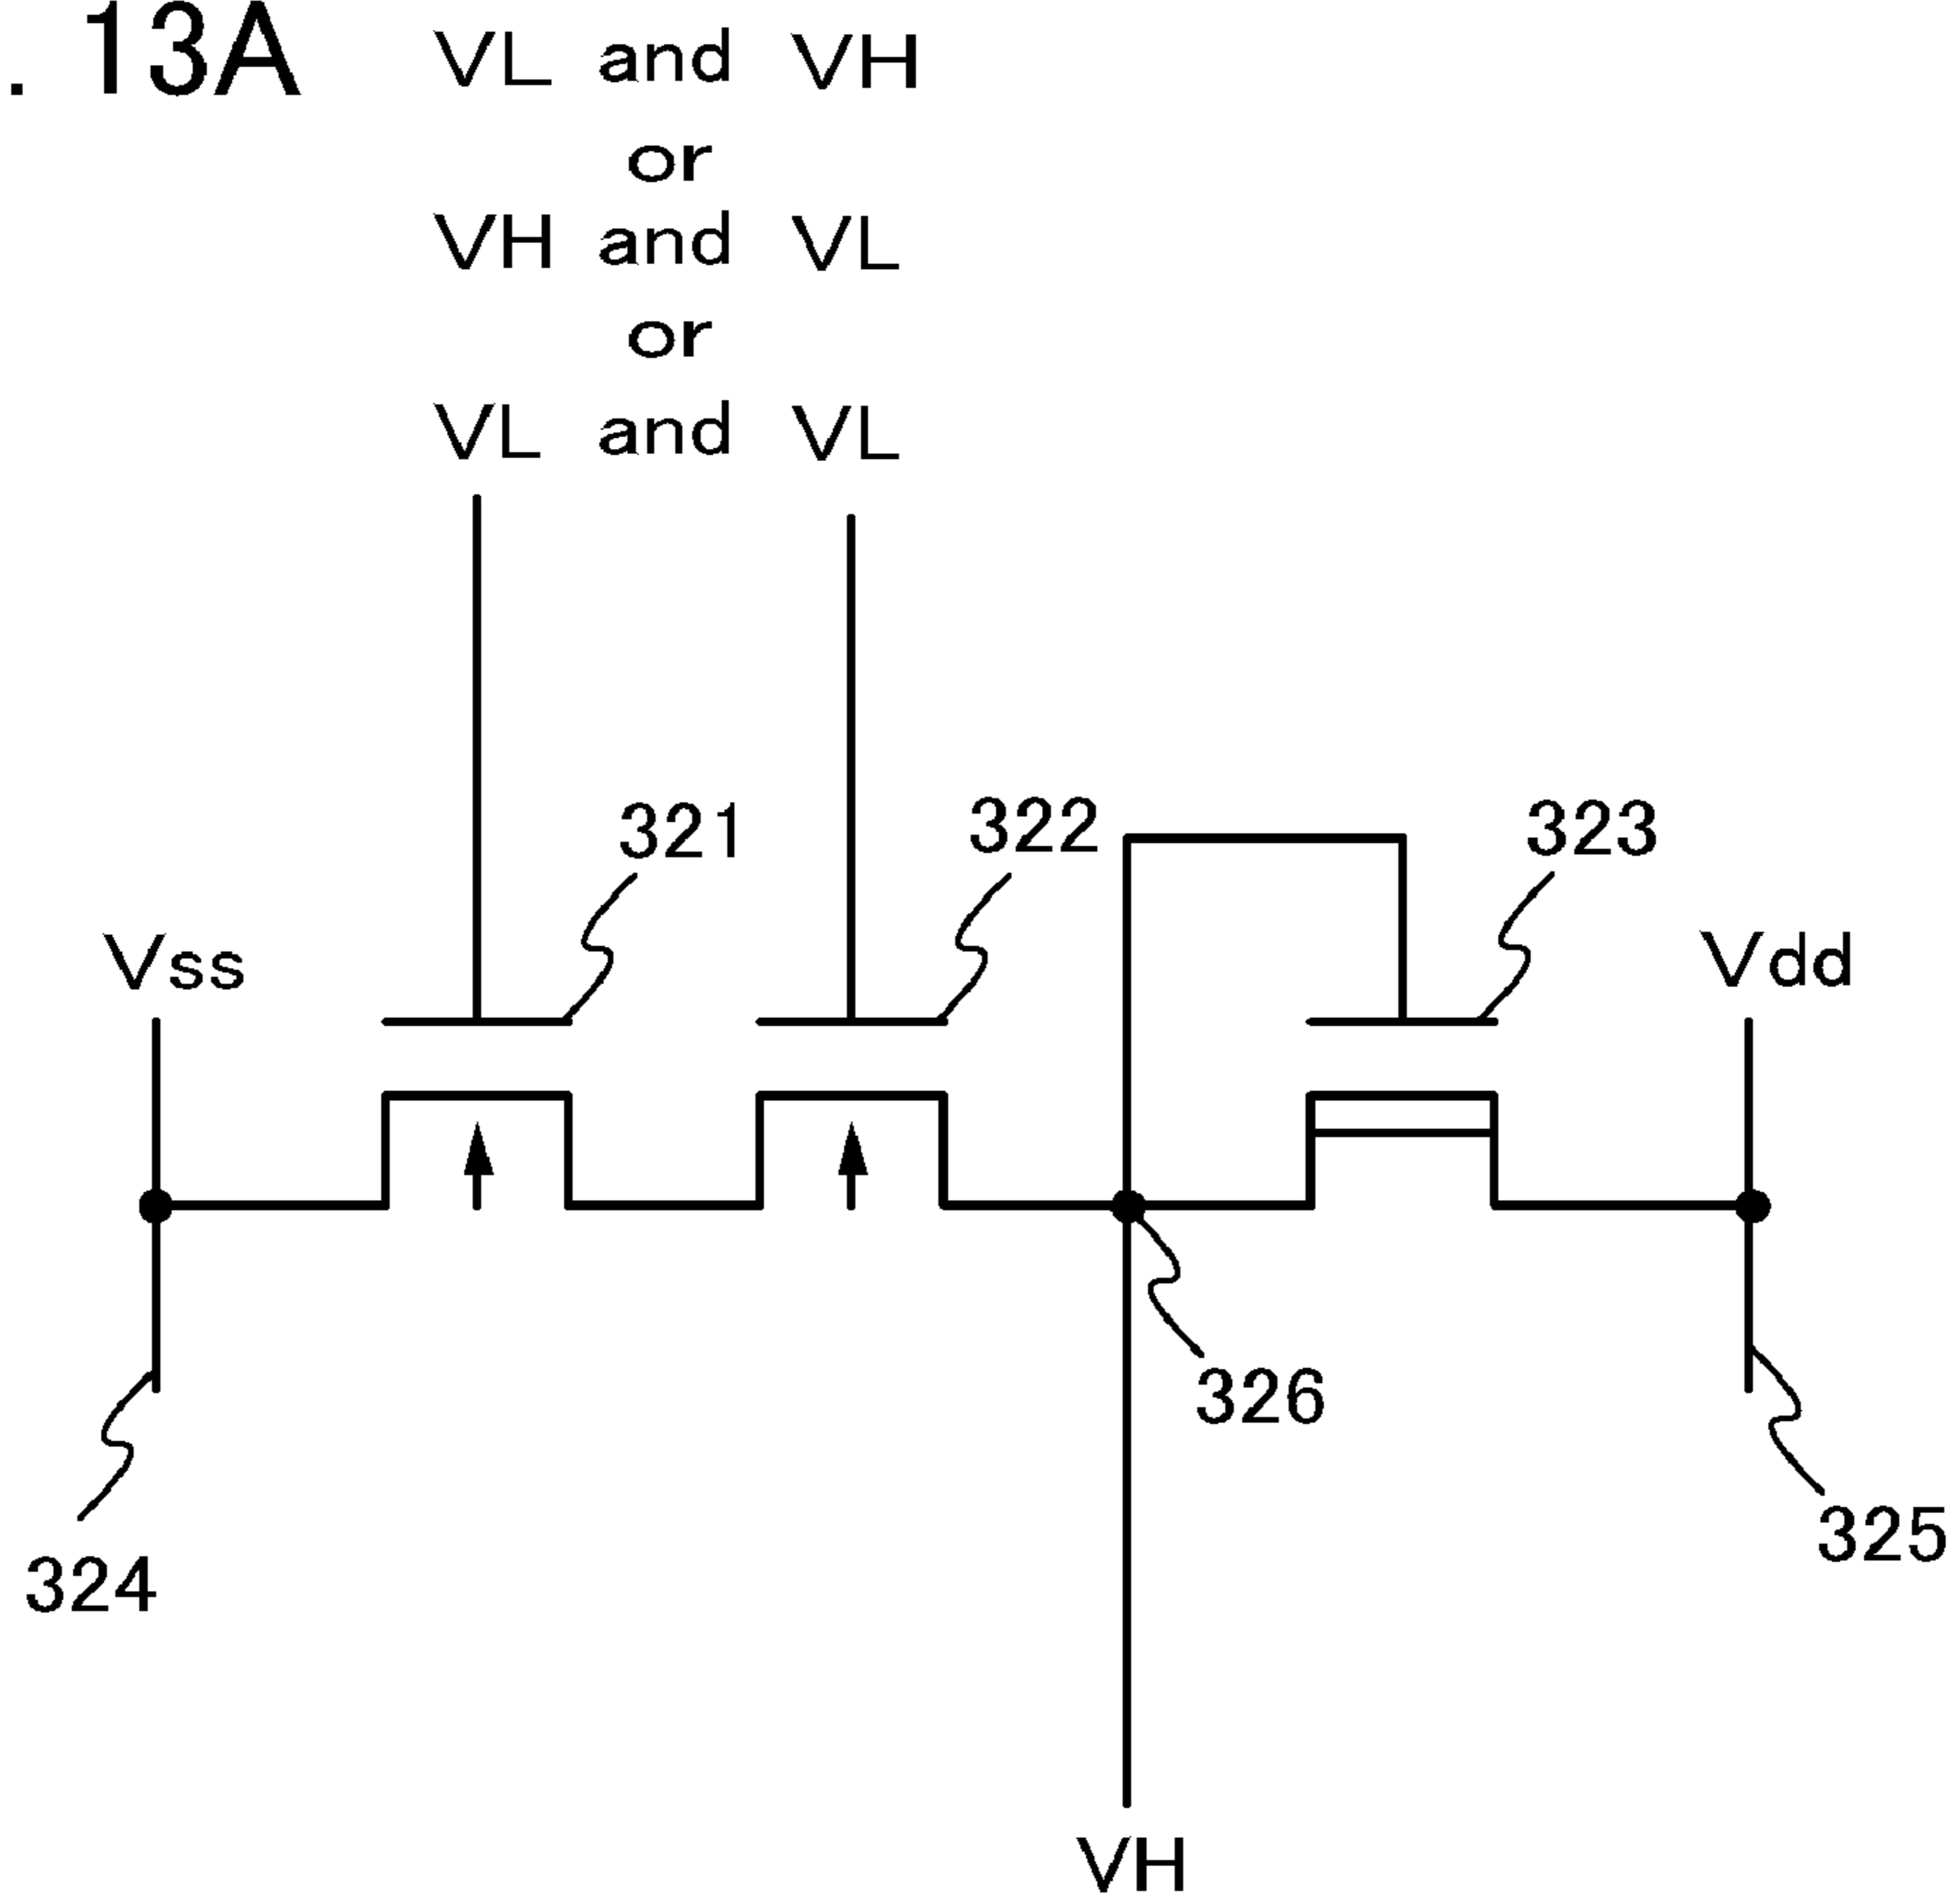 . 13A
VL and VH
or
VH and VL
or
VL and VL
321
322
323
Vss
Vdd
326
325
324
VH